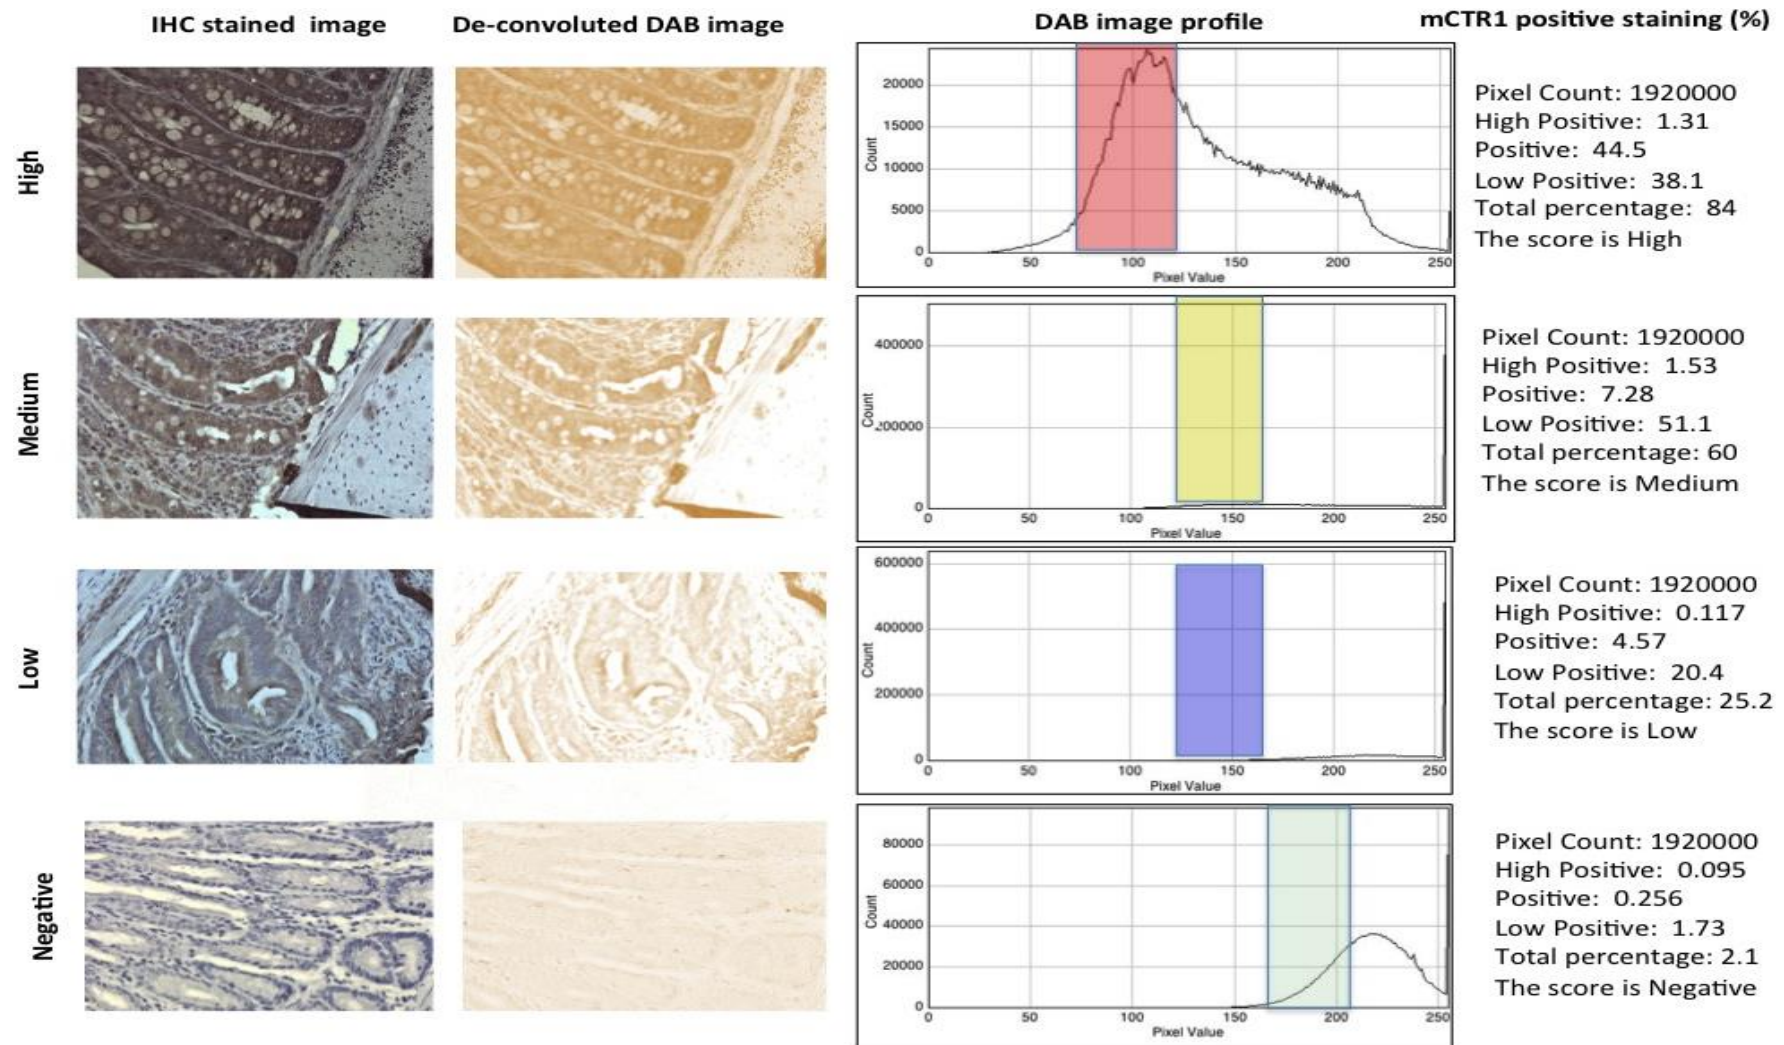 IHC stained image
De-convoluted DAB image
DAB image profile
mCTR1 positive staining (%)
High
20000
15000
10000
5000
0
Count
0 50 100 150 200 250
Pixel Value
Pixel Count: 1920000
High Positive: 1.31
Positive: 44.5
Low Positive: 38.1
Total percentage: 84
The score is High
Medium
400000
200000
0
Count
0 50 100 150 200 250
Pixel Value
Pixel Count: 1920000
High Positive: 1.53
Positive: 7.28
Low Positive: 51.1
Total percentage: 60
The score is Medium
Low
600000
400000
200000
0
Count
0 50 100 150 200 250
Pixel Value
Pixel Count: 1920000
High Positive: 0.117
Positive: 4.57
Low Positive: 20.4
Total percentage: 25.2
The score is Low
Negative
80000
60000
40000
20000
0
Count
0 50 100 150 200 250
Pixel Value
Pixel Count: 1920000
High Positive: 0.095
Positive: 0.256
Low Positive: 1.73
Total percentage: 2.1
The score is Negative